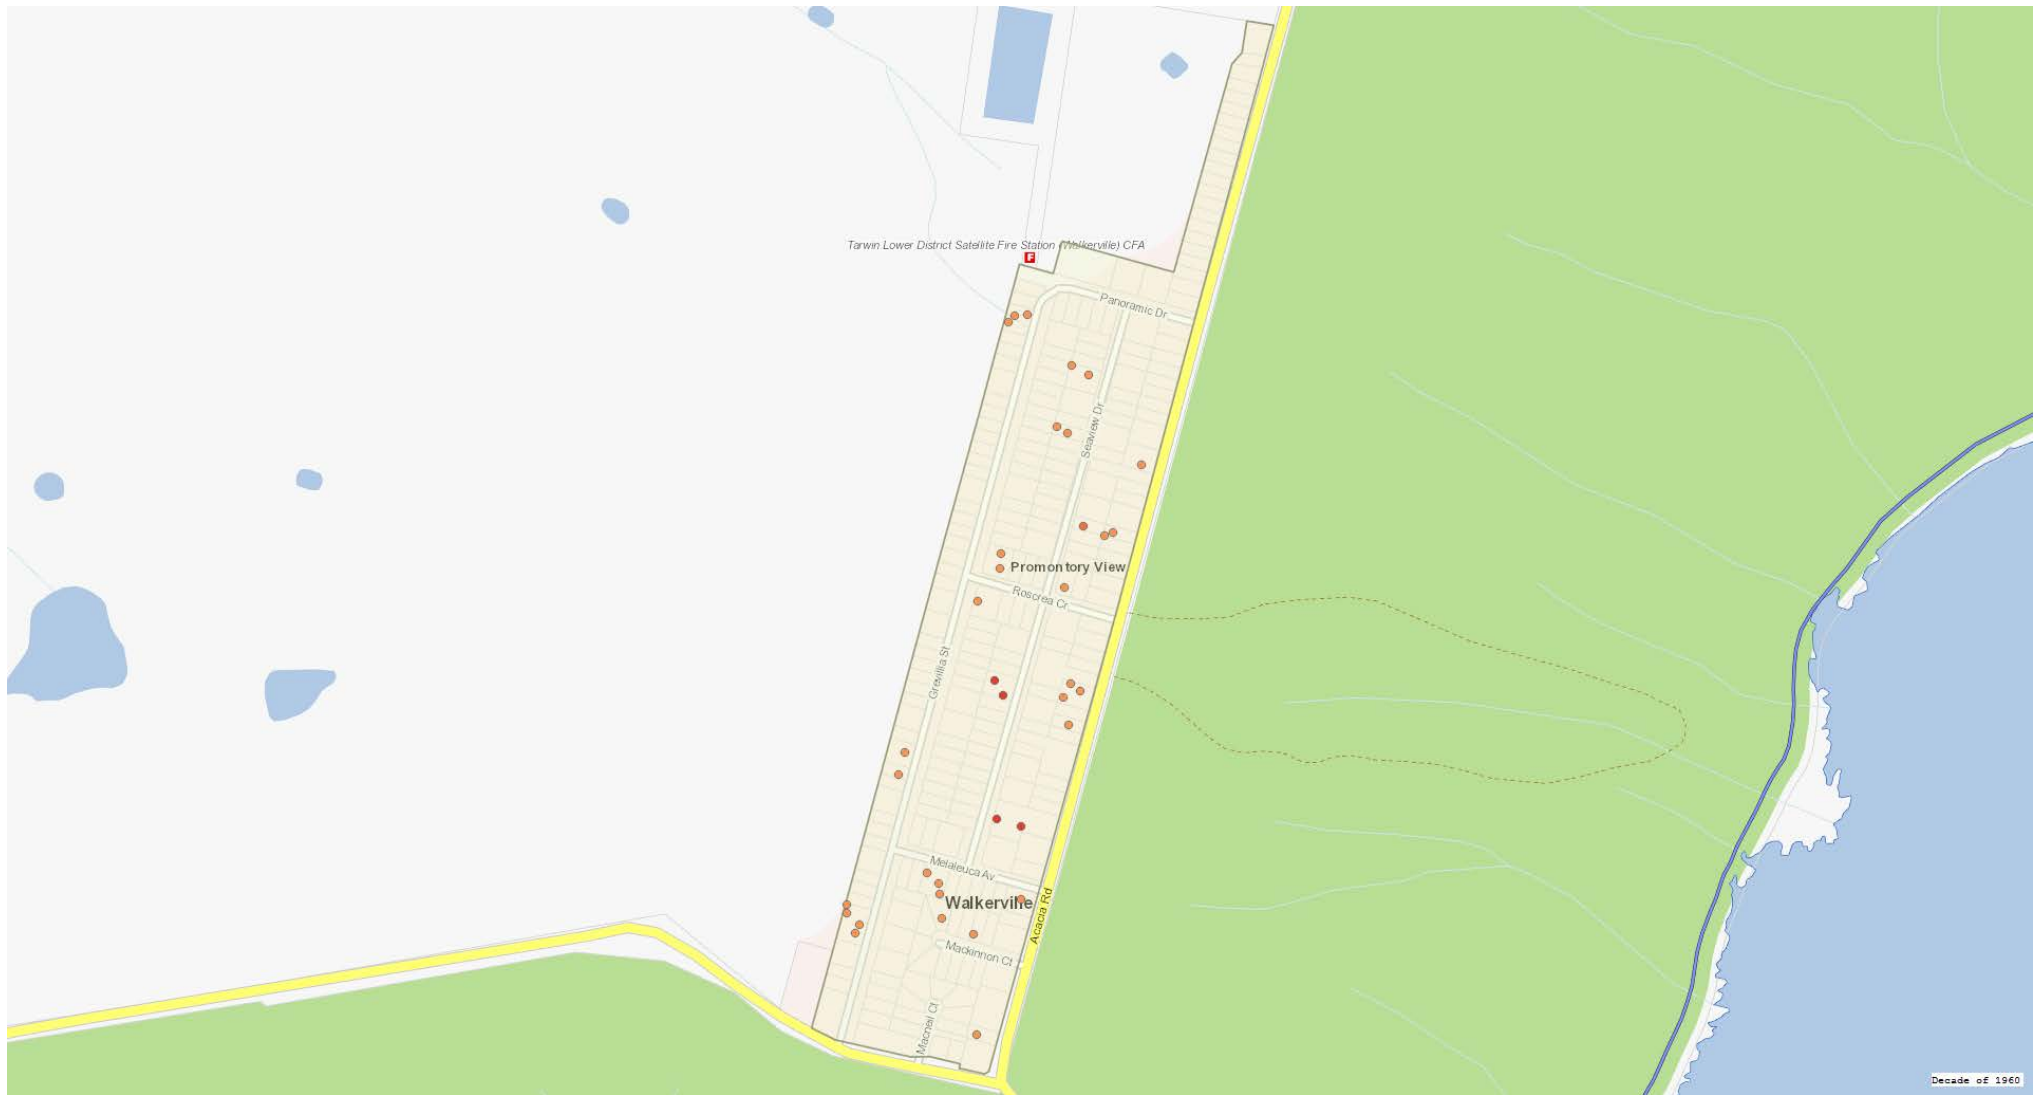 Tarwin Lower District Satellite Fire Station (Walkerville) CFA
F
Panoramic Dr
Seaview Dr
Promontory View
Roscrea Cr
Grevillia St
Melaleuca Av
Walkerville
Acacia Rd
Mackinnon Ct
Macneil Ct
Decade of 1960